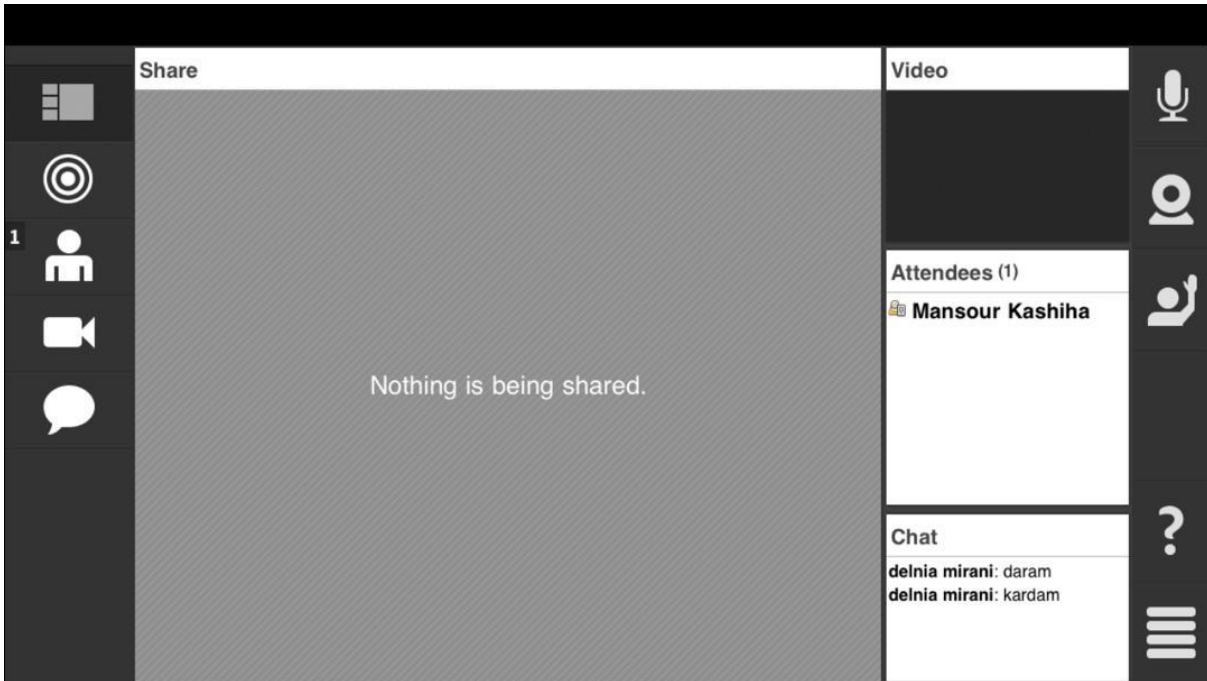 Share
Nothing is being shared.
1
Video
Attendees (1)
Mansour Kashiha
Chat
delnia mirani: daram
delnia mirani: kardam
?